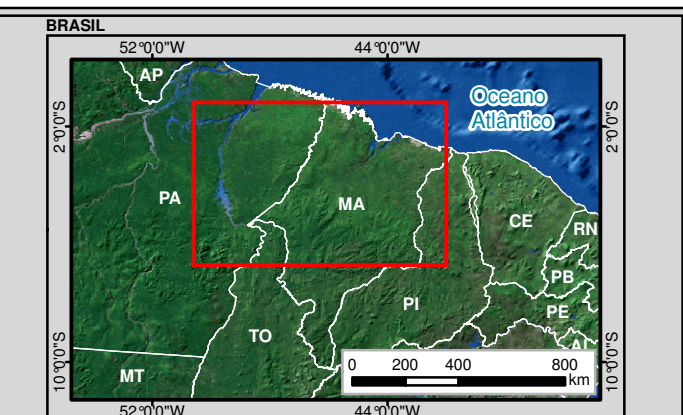 BRASIL
52°0'0"W 44°0'0"W
AP
Oceano
Atlântico
2°0'0"S 2°0'0"S
PA MA CE RN
PB
PI PE
TO AL
0 200 400 800
km
MT
10°0'0"S 10°0'0"S
52°0'0"W 44°0'0"W